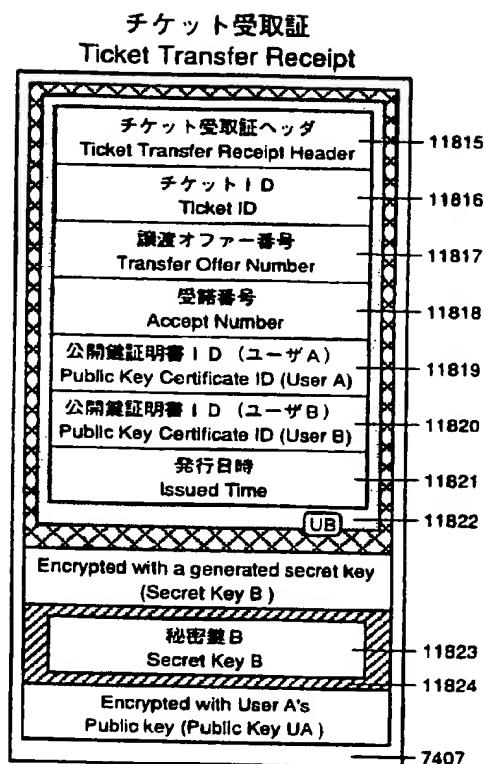 チケット受取証
Ticket Transfer Receipt
チケット受取証ヘッダ
Ticket Transfer Receipt Header
11815
チケットID
Ticket ID
11816
譲渡オファー番号
Transfer Offer Number
11817
受諾番号
Accept Number
11818
公開鍵証明書ID (ユーザA)
Public Key Certificate ID (User A)
11819
公開鍵証明書ID (ユーザB)
Public Key Certificate ID (User B)
11820
発行日時
Issued Time
11821
UB
11822
Encrypted with a generated secret key
(Secret Key B )
秘密鍵B
Secret Key B
11823
11824
Encrypted with User A's
Public key (Public Key UA )
7407